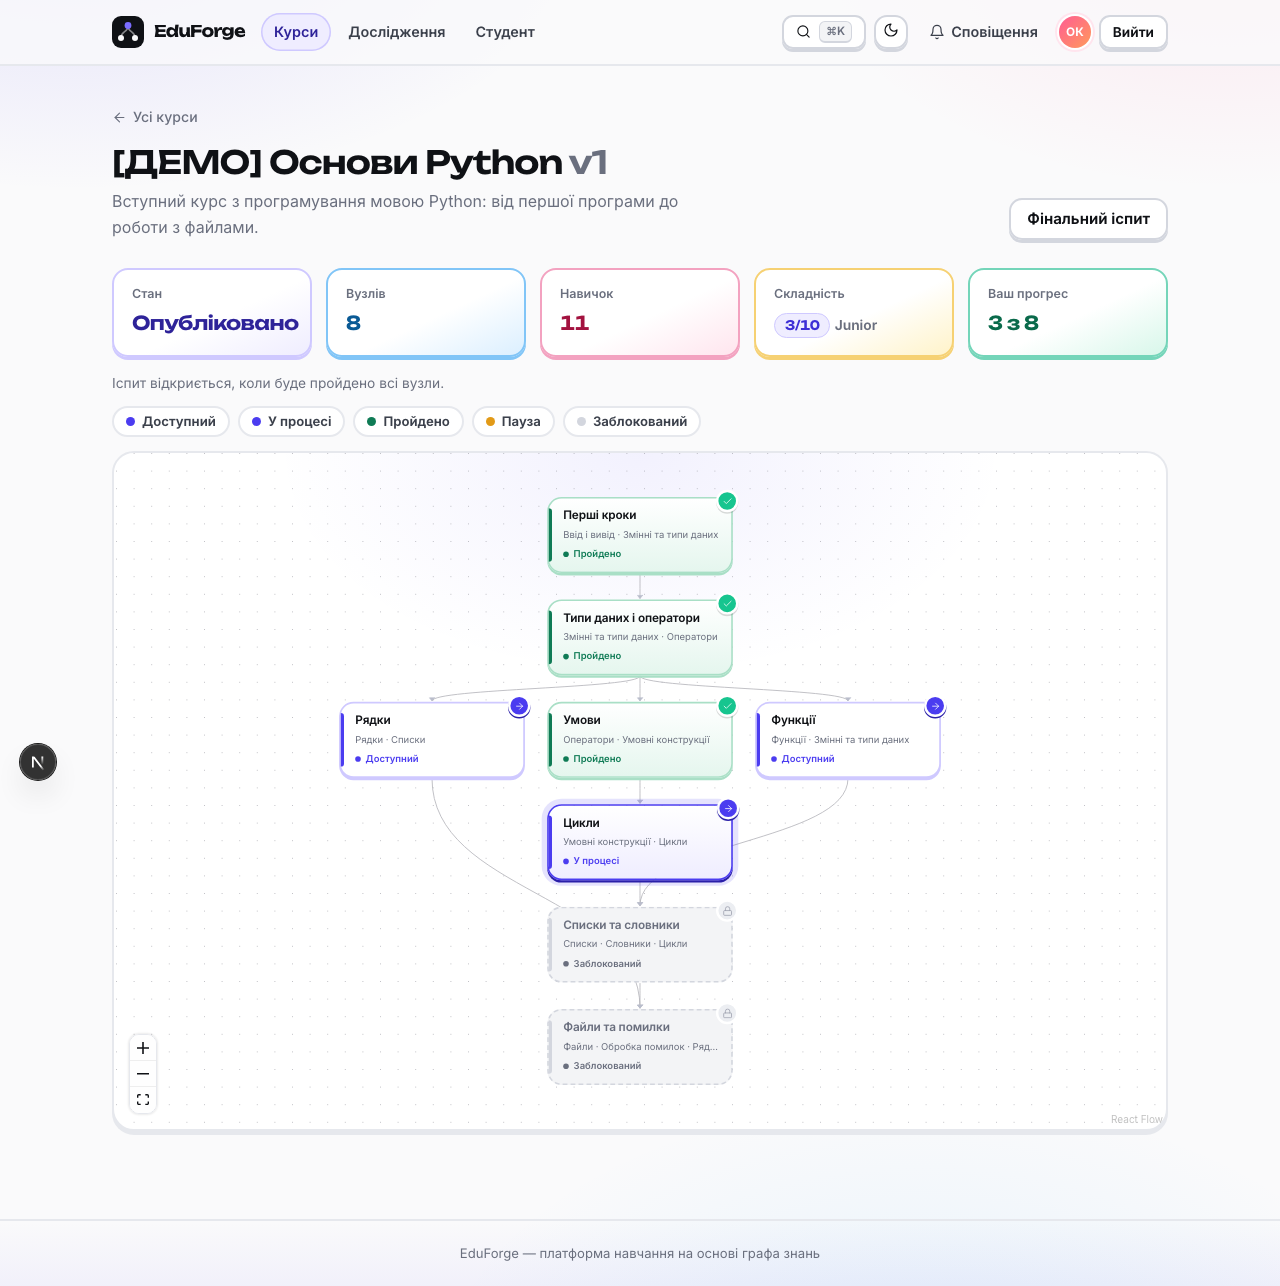 EduForge
Курси
Дослідження
Студент
⌘K
Сповіщення
ОК
Вийти
Усі курси
[ДЕМО] Основи Python v1
Вступний курс з програмування мовою Python: від першої програми до
роботи з файлами.
Фінальний іспит
Стан
Опубліковано
Вузлів
8
Навичок
11
Складність
3/10 Junior
Ваш прогрес
3 з 8
Іспит відкриється, коли буде пройдено всі вузли.
Доступний
У процесі
Пройдено
Пауза
Заблокований
Перші кроки
Ввід і вивід · Змінні та типи даних
Пройдено
Типи даних і оператори
Змінні та типи даних · Оператори
Пройдено
Рядки
Рядки · Списки
Доступний
Умови
Оператори · Умовні конструкції
Пройдено
Функції
Функції · Змінні та типи даних
Доступний
Цикли
Умовні конструкції · Цикли
У процесі
Списки та словники
Списки · Словники · Цикли
Заблокований
Файли та помилки
Файли · Обробка помилок · Ряд...
Заблокований
React Flow
EduForge — платформа навчання на основі графа знань